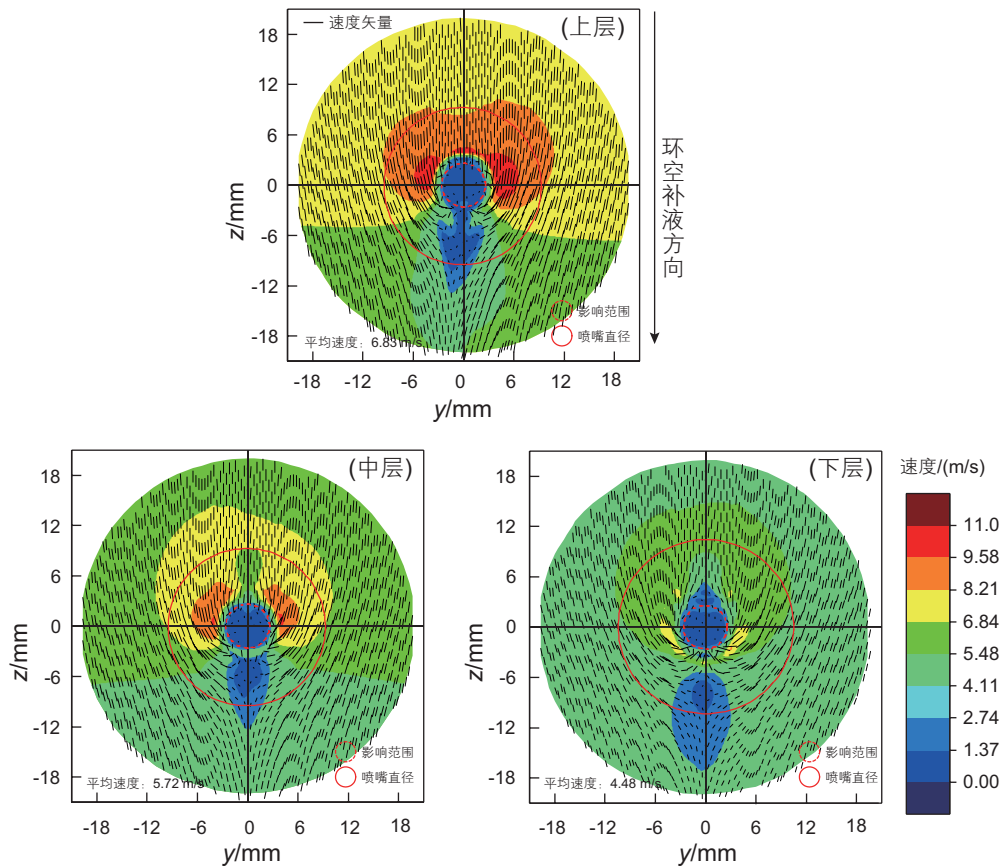 速度矢量
(上层)
18
12
6
0
-6
-12
-18
z/mm
影响范围
喷嘴直径
平均速度：6.83 m/s
-18 -12 -6 0 6 12 18
y/mm
环空补液方向
速度矢量
(中层)
18
12
6
0
-6
-12
-18
z/mm
影响范围
喷嘴直径
平均速度：5.72 m/s
-18 -12 -6 0 6 12 18
y/mm
(下层)
18
12
6
0
-6
-12
-18
z/mm
影响范围
喷嘴直径
平均速度：4.48 m/s
-18 -12 -6 0 6 12 18
y/mm
速度/(m/s)
11.0
9.58
8.21
6.84
5.48
4.11
2.74
1.37
0.00